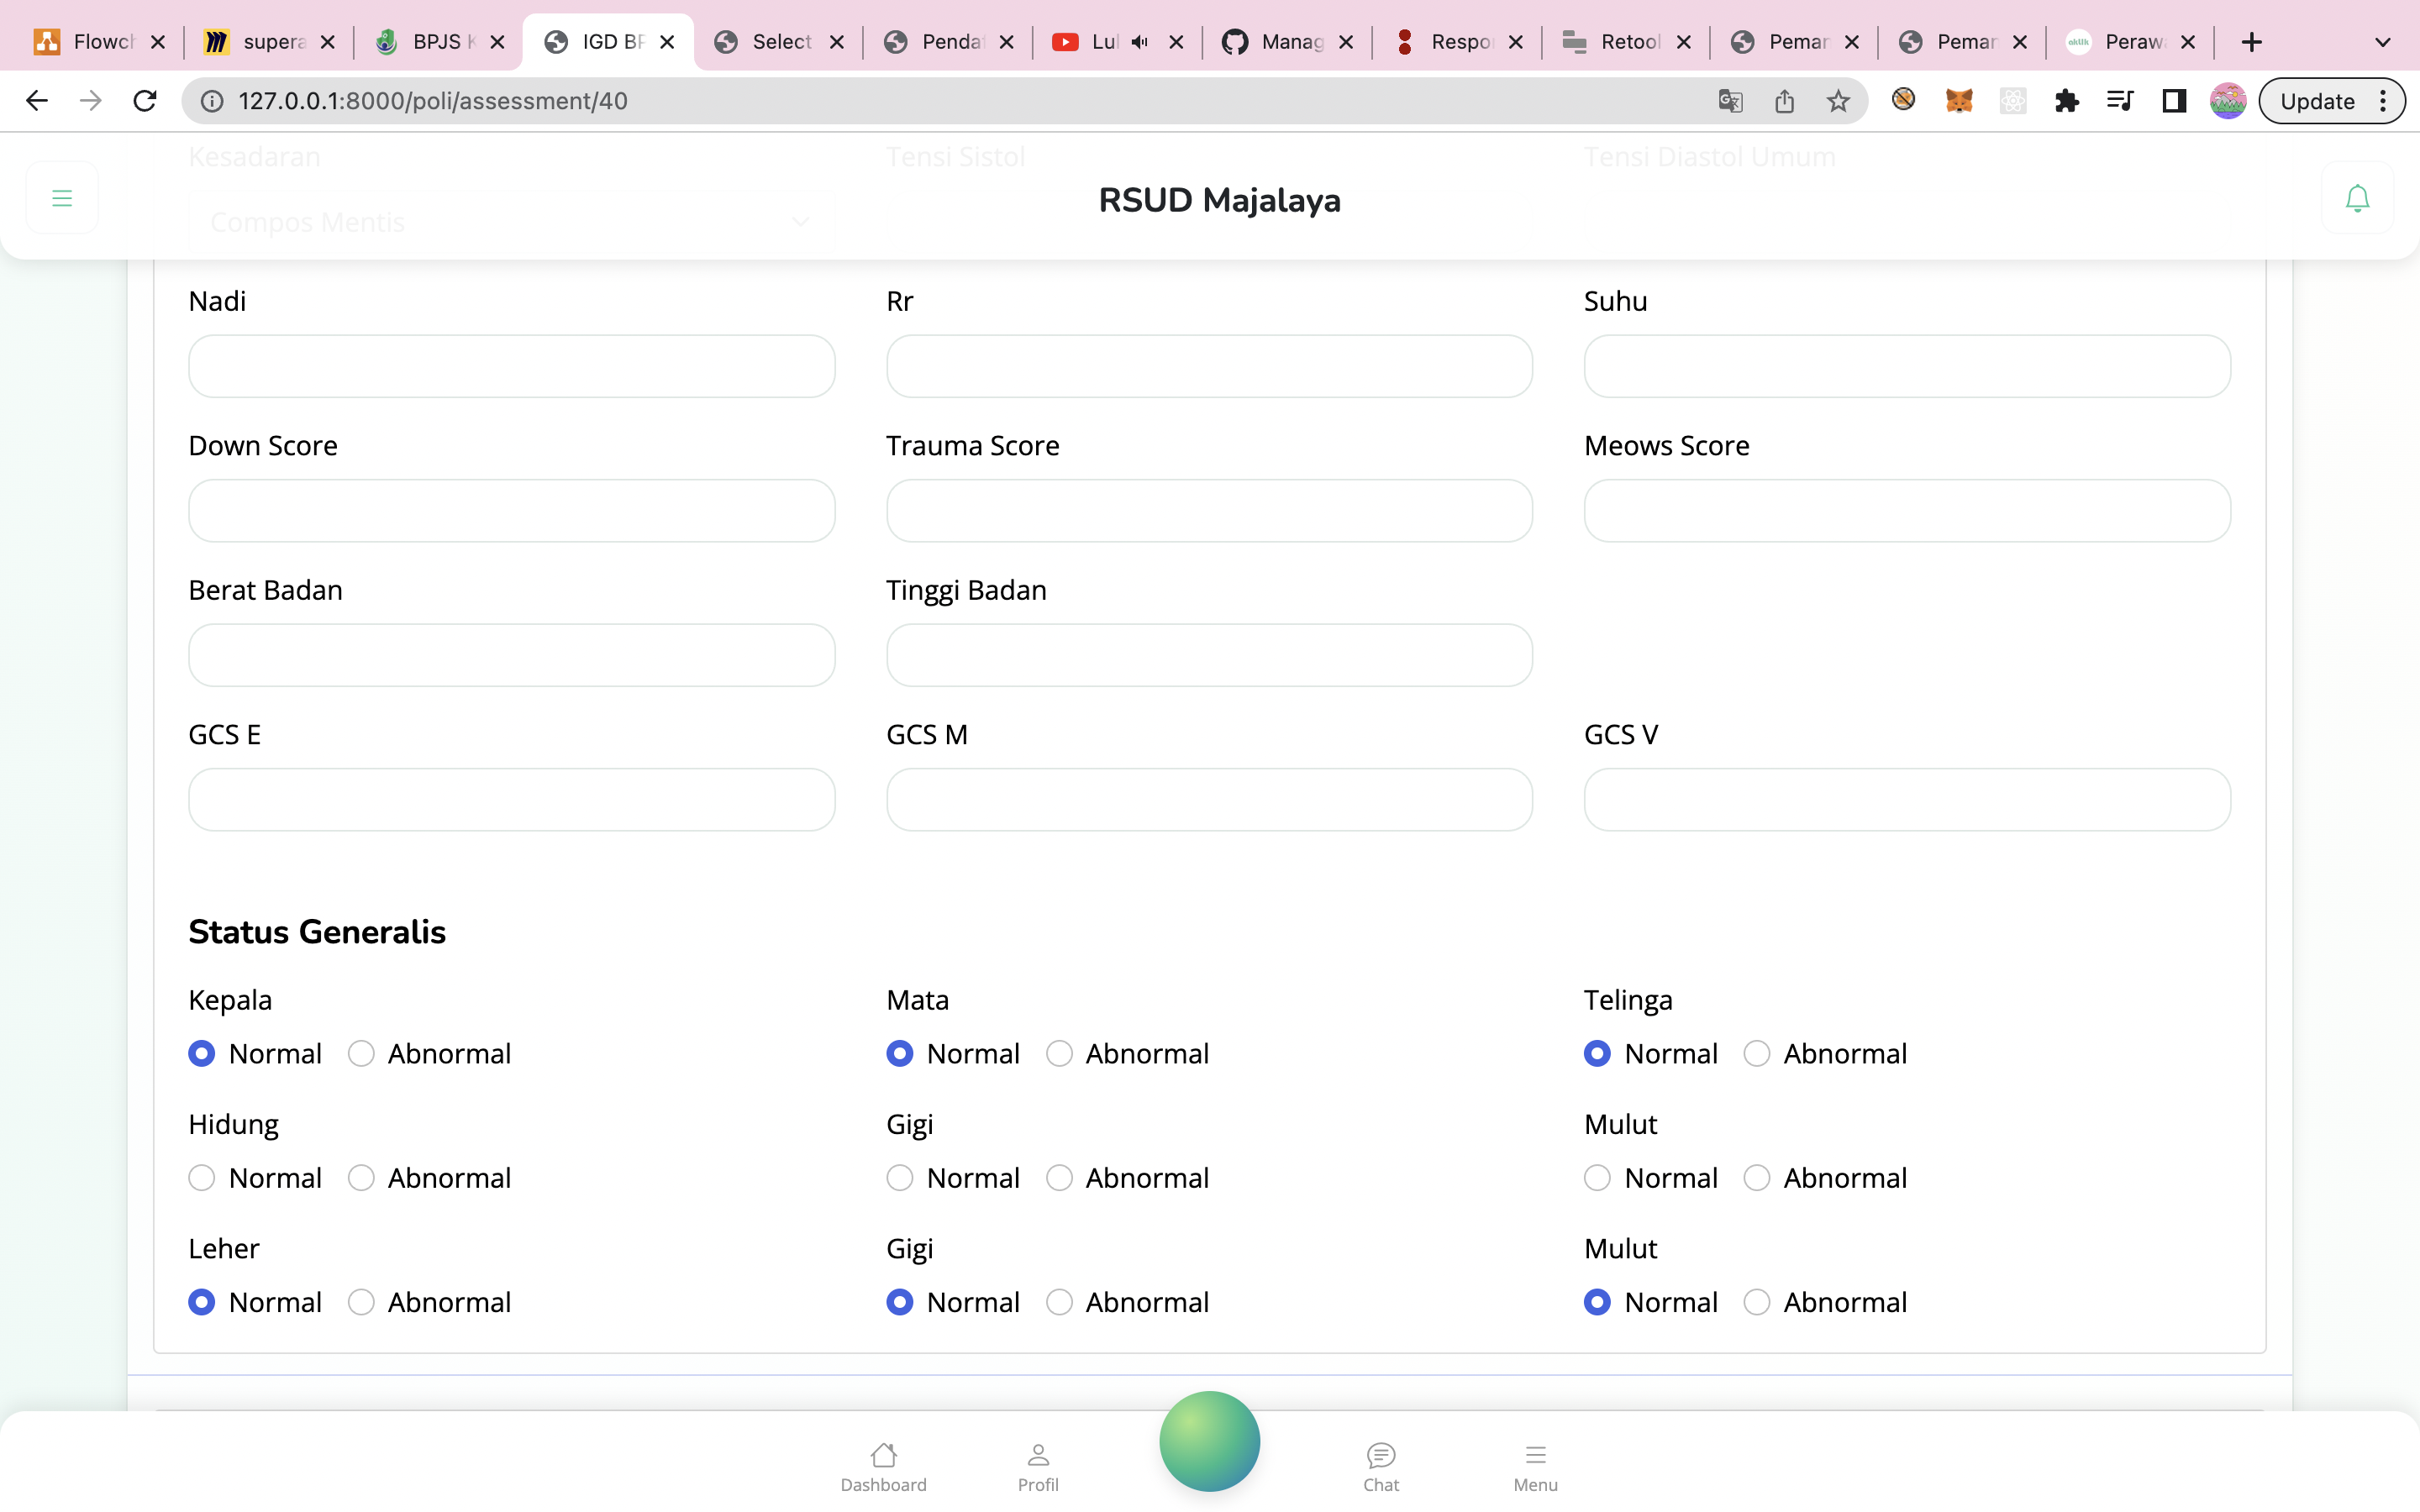 Flowch supera BPJS K IGD BP Select Penda Lul Manag Respo Retool Peman Peman Peraw
127.0.0.1:8000/poli/assessment/40 Update
Kesadaran Tensi Sistol Tensi Diastol Umum
RSUD Majalaya
Compos Mentis
Nadi Rr Suhu
Down Score Trauma Score Meows Score
Berat Badan Tinggi Badan
GCS E GCS M GCS V
Status Generalis
Kepala Mata Telinga
Normal Abnormal Normal Abnormal Normal Abnormal
Hidung Gigi Mulut
Normal Abnormal Normal Abnormal Normal Abnormal
Leher Gigi Mulut
Normal Abnormal Normal Abnormal Normal Abnormal
Dashboard Profil Chat Menu